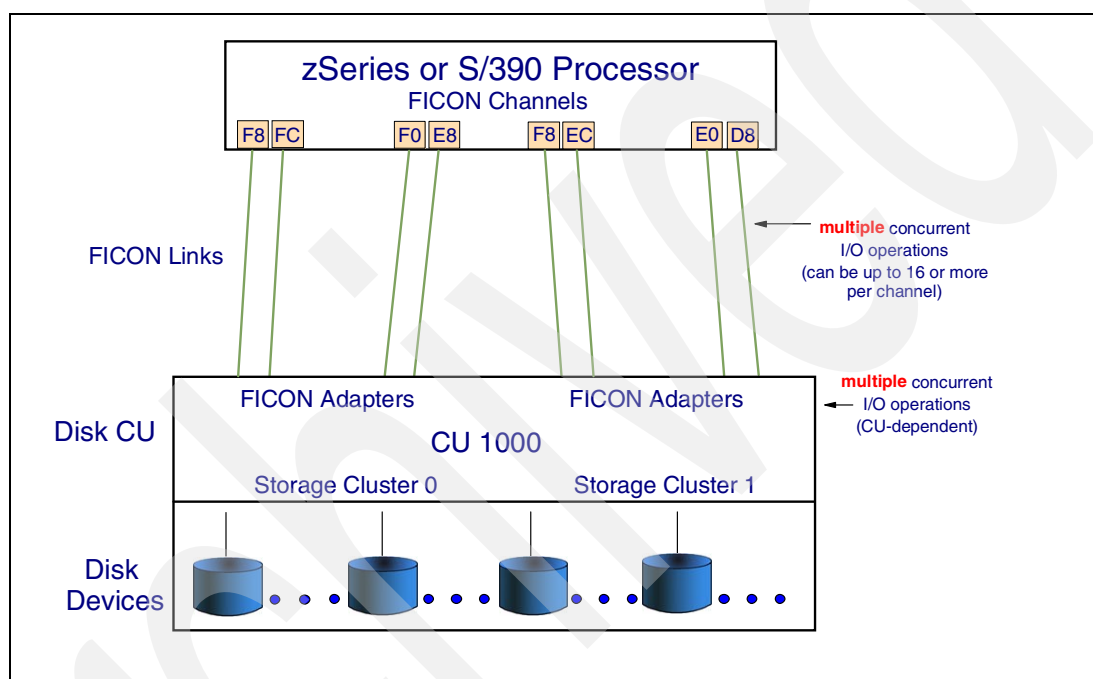 zSeries or S/390 Processor
FICON Channels
F8 FC F0 E8 F8 EC E0 D8
FICON Links
multiple concurrent
I/O operations
(can be up to 16 or more
per channel)
FICON Adapters FICON Adapters
multiple concurrent
I/O operations
(CU-dependent)
Disk CU
CU 1000
Storage Cluster 0 Storage Cluster 1
Disk
Devices